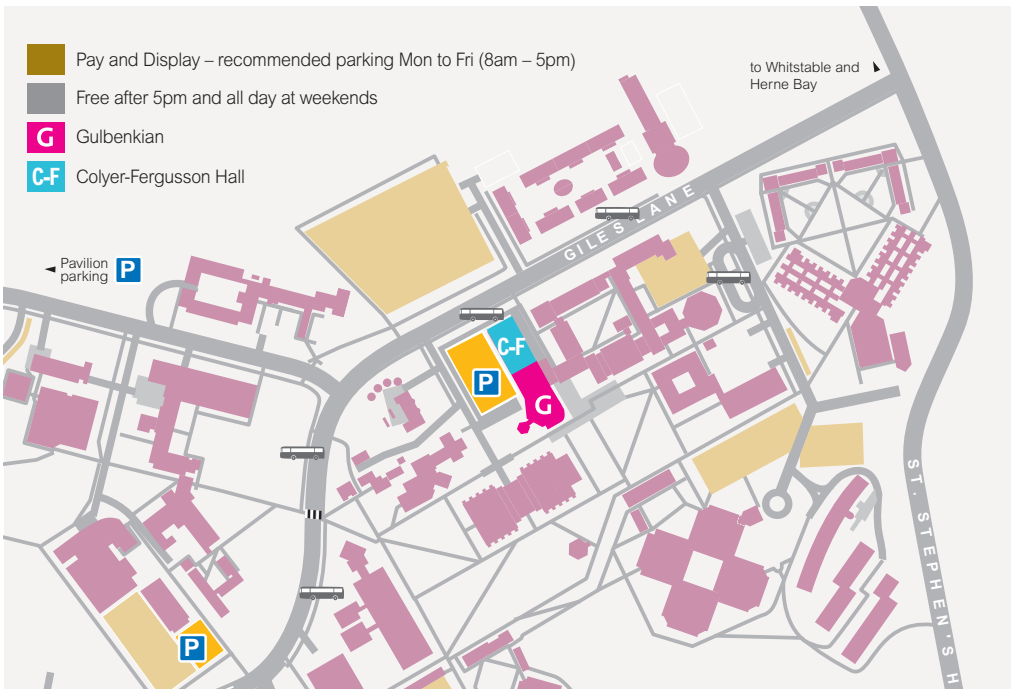 Pay and Display – recommended parking Mon to Fri (8am – 5pm)
Free after 5pm and all day at weekends
G Gulbenkian
C-F Colyer-Fergusson Hall
to Whitstable and
Herne Bay
Pavilion
parking
P
GILES LANE
C-F
P
G
ST. STEPHEN'S H
P